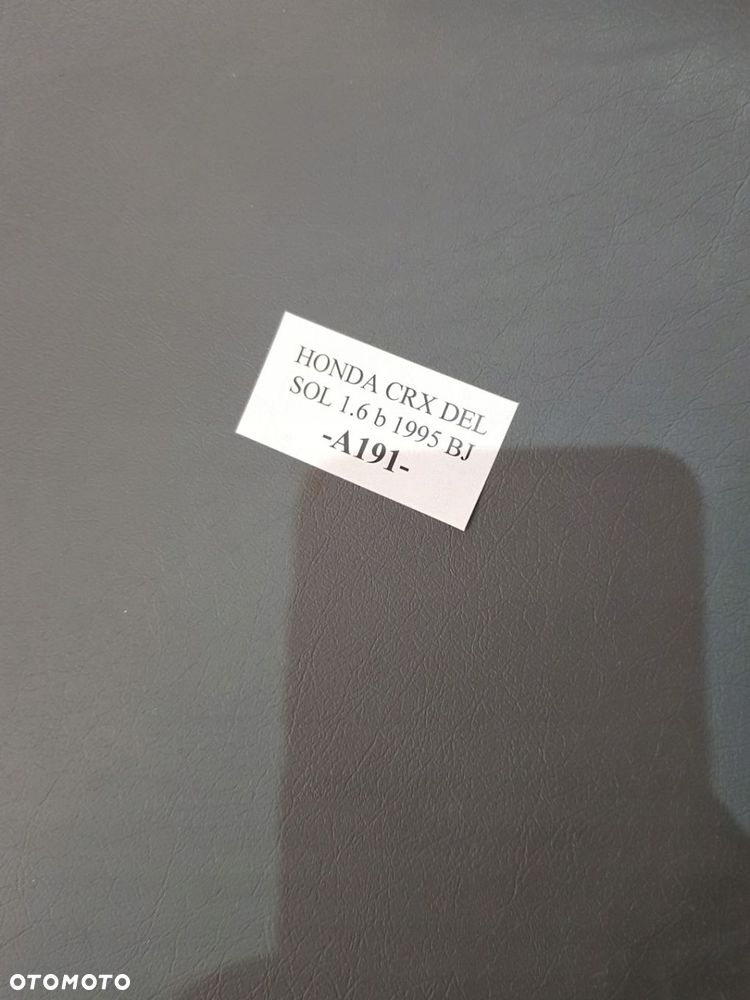 HONDA CRX DEL
SOL 1.6 b 1995 BJ
-A191-
OTOMOTO